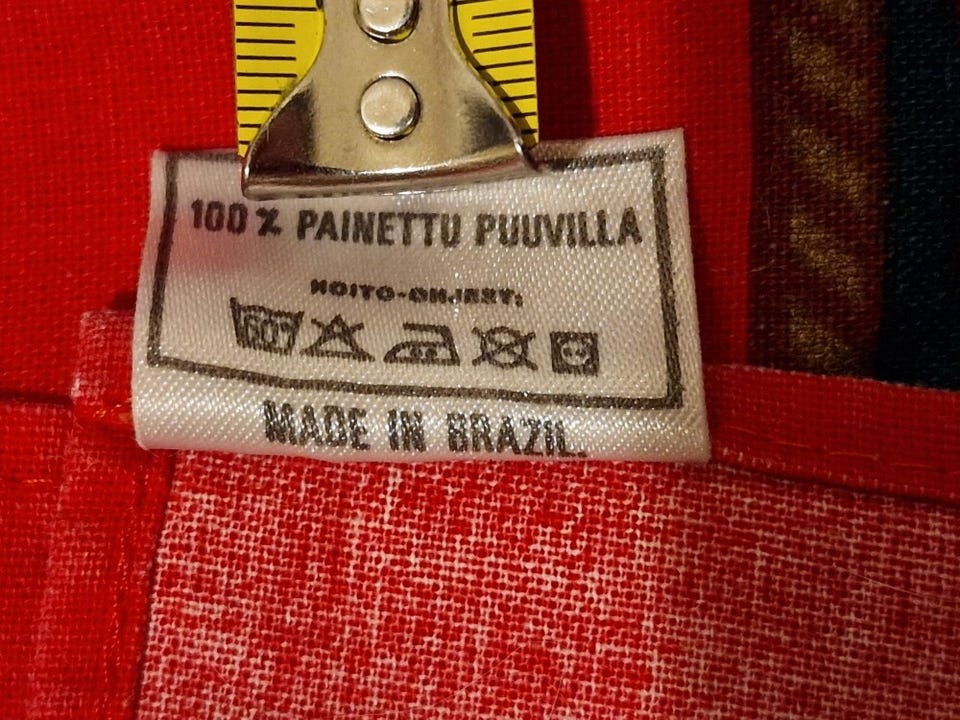 100 % PAINETTU PUUVILLA
HOITO-OHJEET:
60°
MADE IN BRAZIL.